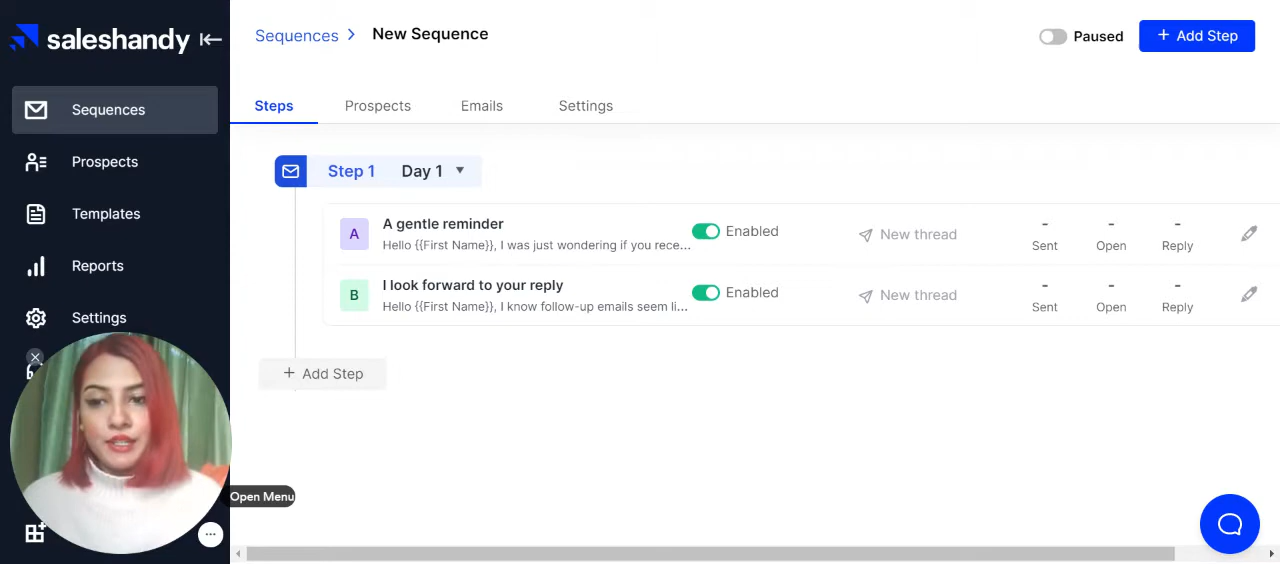 saleshandy
Sequences
Prospects
Templates
Reports
Settings
Open Menu
Sequences > New Sequence
Paused
+ Add Step
Steps
Prospects
Emails
Settings
Step 1 Day 1
A
A gentle reminder
Hello {{First Name}}, I was just wondering if you rece...
Enabled
New thread
- Sent
- Open
- Reply
B
I look forward to your reply
Hello {{First Name}}, I know follow-up emails seem li...
Enabled
New thread
- Sent
- Open
- Reply
+ Add Step